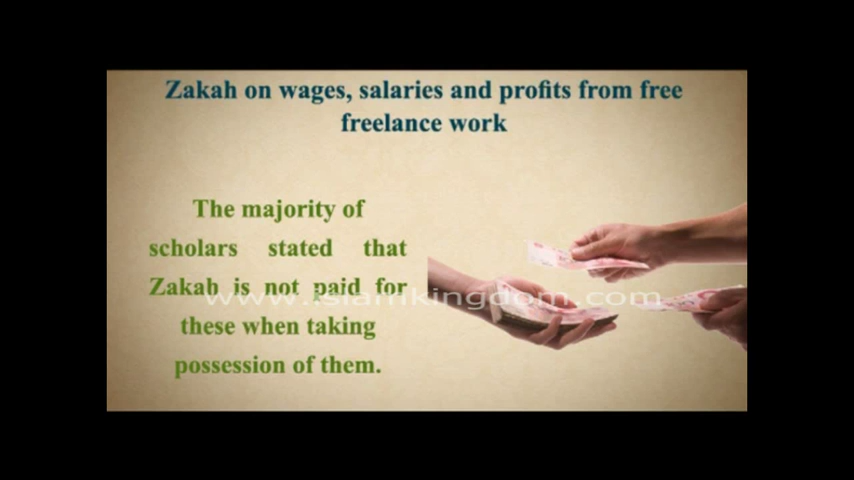 Zakah on wages, salaries and profits from free
freelance work
The majority of
scholars stated that
Zakah is not paid for
www.islamkingdom.com
these when taking
possession of them.